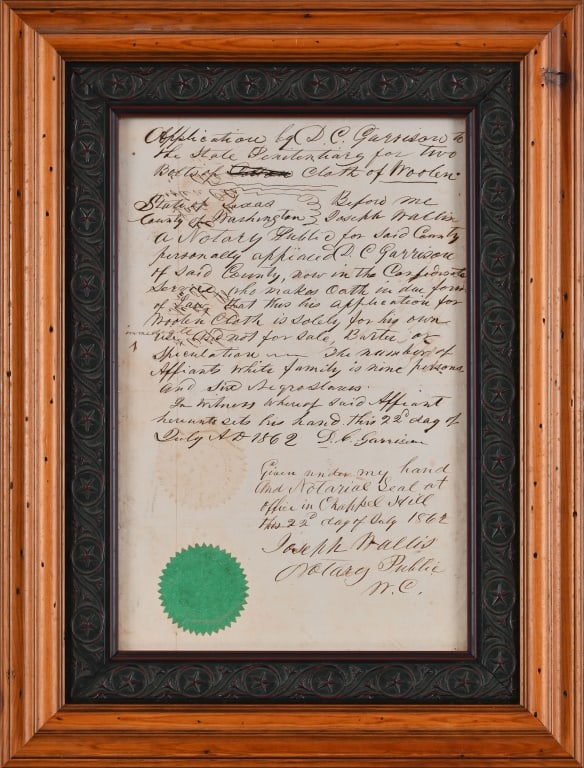 Application by D. C. Garrison to
the State Penitentiary for two
Bolts of Cloth of Woolen
State of Texas Before me
County of Washington Joseph Wallis
a Notary Public for Said County
personally appeared D C Garrison
of Said County, now in the Confederate
Service who makes Oath in due form
of Law that this his application for
Woolen Cloth is Solely for his own
use and not for Sale, Barter, or
Speculation — The number of
Affiants white family is nine persons
and Six Negro Slaves.
In Witness whereof Said Affiant
hereunto sets his hand this 22d day of
July A D 1862 D. C. Garrison
Given under my hand
and Notarial Seal at
office in Chappel Hill
this 22d day of July 1862
Joseph Wallis
Notary Public
W. C.